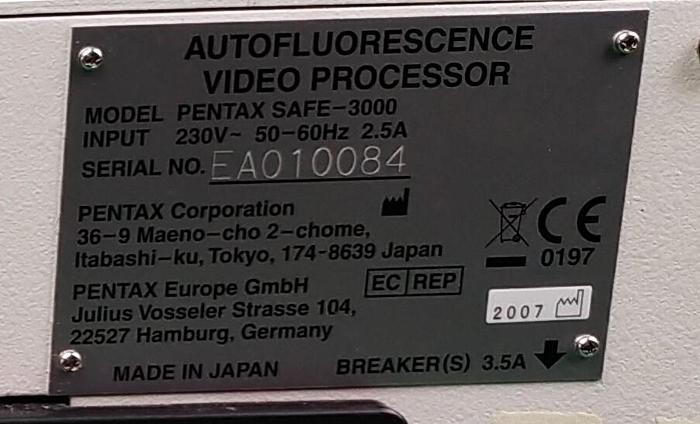 AUTOFLUORESCENCE
VIDEO PROCESSOR
MODEL PENTAX SAFE-3000
INPUT 230V~ 50-60Hz 2.5A
SERIAL NO. EA010084
PENTAX Corporation
36-9 Maeno-cho 2-chome,
Itabashi-ku, Tokyo, 174-8639 Japan
CE
0197
PENTAX Europe GmbH EC REP
Julius Vosseler Strasse 104,
22527 Hamburg, Germany
2007
MADE IN JAPAN BREAKER(S) 3.5A